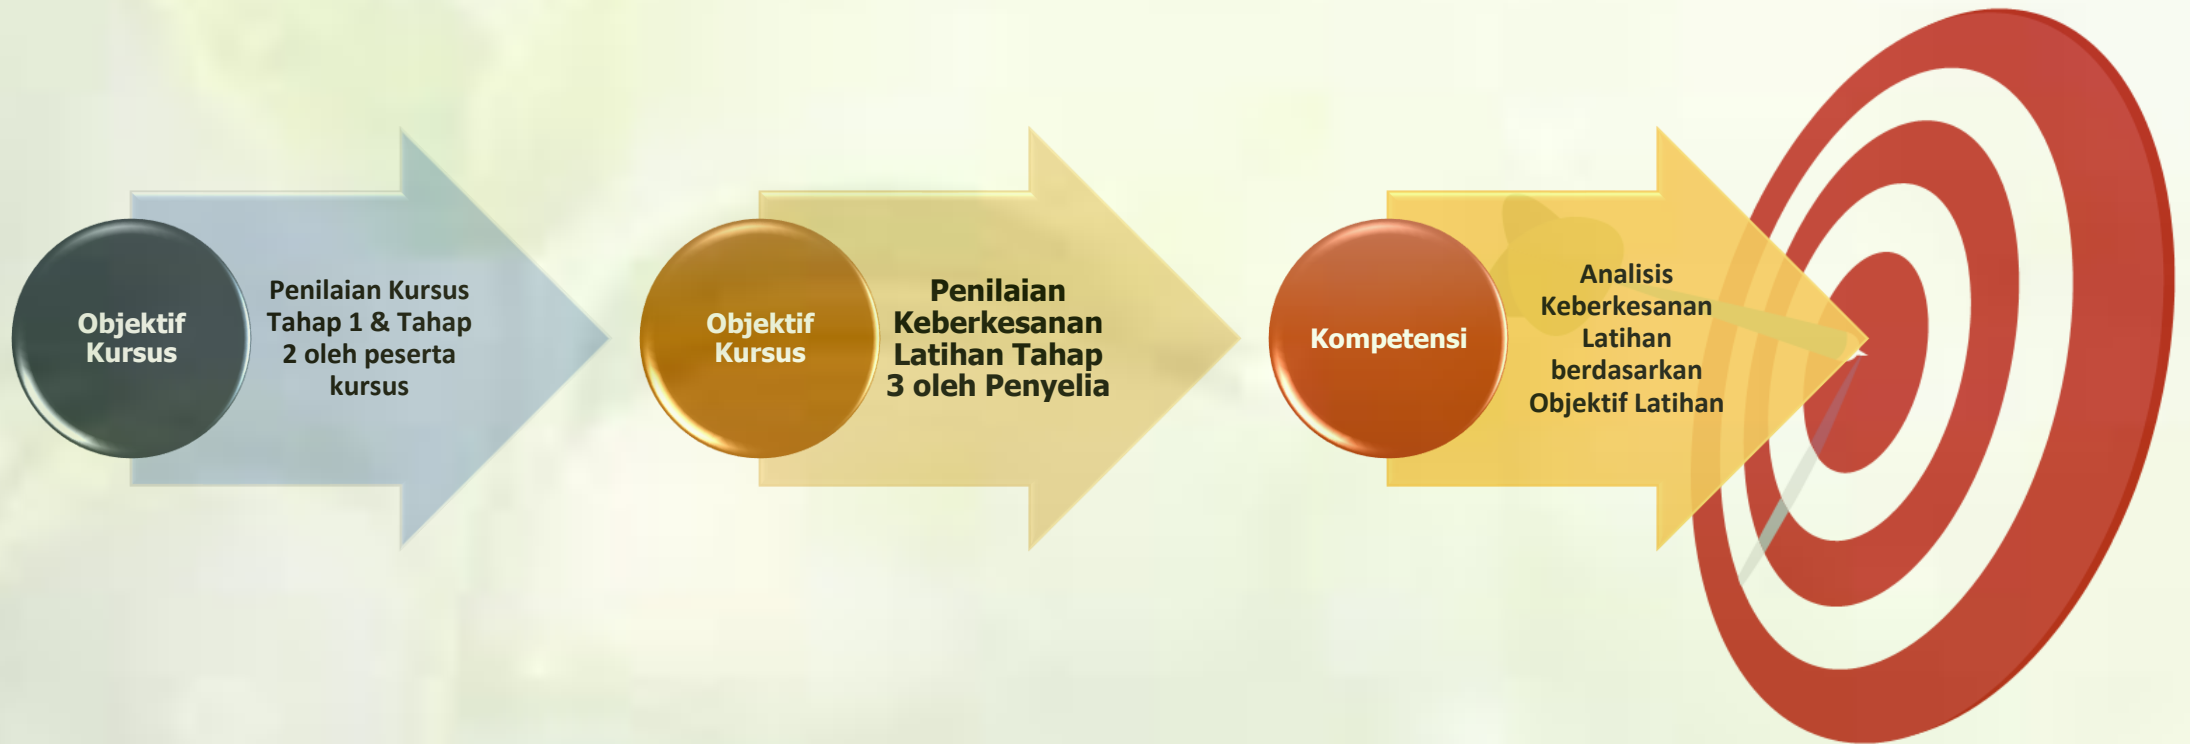 Objektif
Kursus
Penilaian Kursus
Tahap 1 & Tahap
2 oleh peserta
kursus
Objektif
Kursus
Penilaian
Keberkesanan
Latihan Tahap
3 oleh Penyelia
Kompetensi
Analisis
Keberkesanan
Latihan
berdasarkan
Objektif Latihan